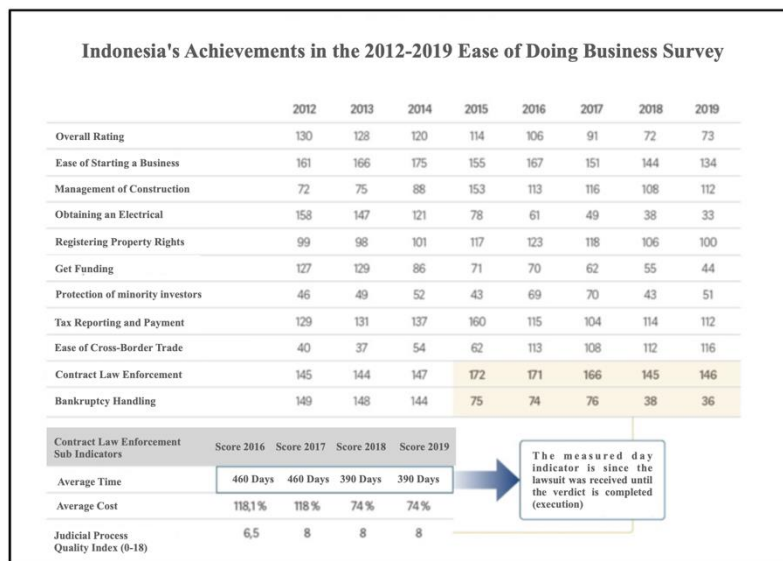 Indonesia's Achievements in the 2012-2019 Ease of Doing Business Survey
2012 2013 2014 2015 2016 2017 2018 2019
Overall Rating 130 128 120 114 106 91 72 73
Ease of Starting a Business 161 166 175 155 167 151 144 134
Management of Construction 72 75 88 153 113 116 108 112
Obtaining an Electrical 158 147 121 78 61 49 38 33
Registering Property Rights 99 98 101 117 123 118 106 100
Get Funding 127 129 86 71 70 62 55 44
Protection of minority investors 46 49 52 43 69 70 43 51
Tax Reporting and Payment 129 131 137 160 115 104 114 112
Ease of Cross-Border Trade 40 37 54 62 113 108 112 116
Contract Law Enforcement 145 144 147 172 171 166 145 146
Bankruptcy Handling 149 148 144 75 74 76 38 36
Contract Law Enforcement
Sub Indicators
Score 2016 Score 2017 Score 2018 Score 2019
Average Time 460 Days 460 Days 390 Days 390 Days
Average Cost 118,1 % 118 % 74 % 74 %
Judicial Process
Quality Index (0-18)
6,5 8 8 8
The measured day
indicator is since the
lawsuit was received until
the verdict is completed
(execution)